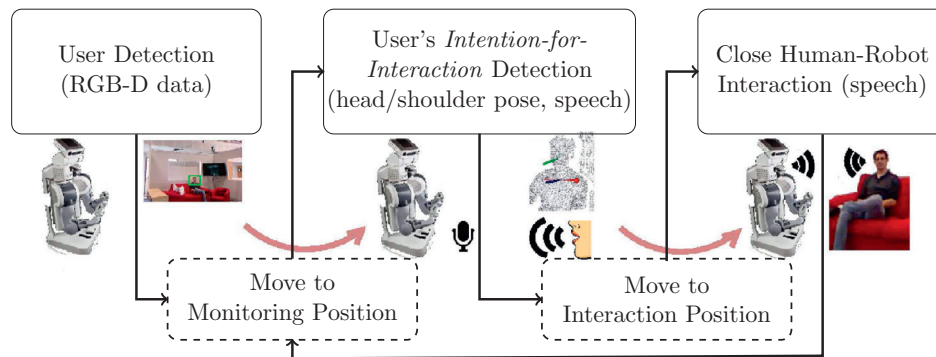 User Detection
(RGB-D data)
User's Intention-for-
Interaction Detection
(head/shoulder pose, speech)
Close Human-Robot
Interaction (speech)
Move to
Monitoring Position
Move to
Interaction Position